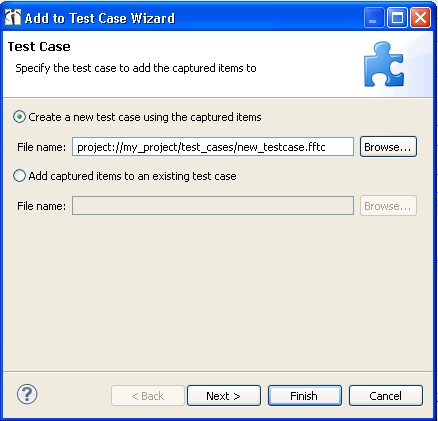 Add to Test Case Wizard
Test Case
Specify the test case to add the captured items to
Create a new test case using the captured items
File name: project://my_project/test_cases/new_testcase.fftc Browse...
Add captured items to an existing test case
File name: Browse...
? < Back Next > Finish Cancel